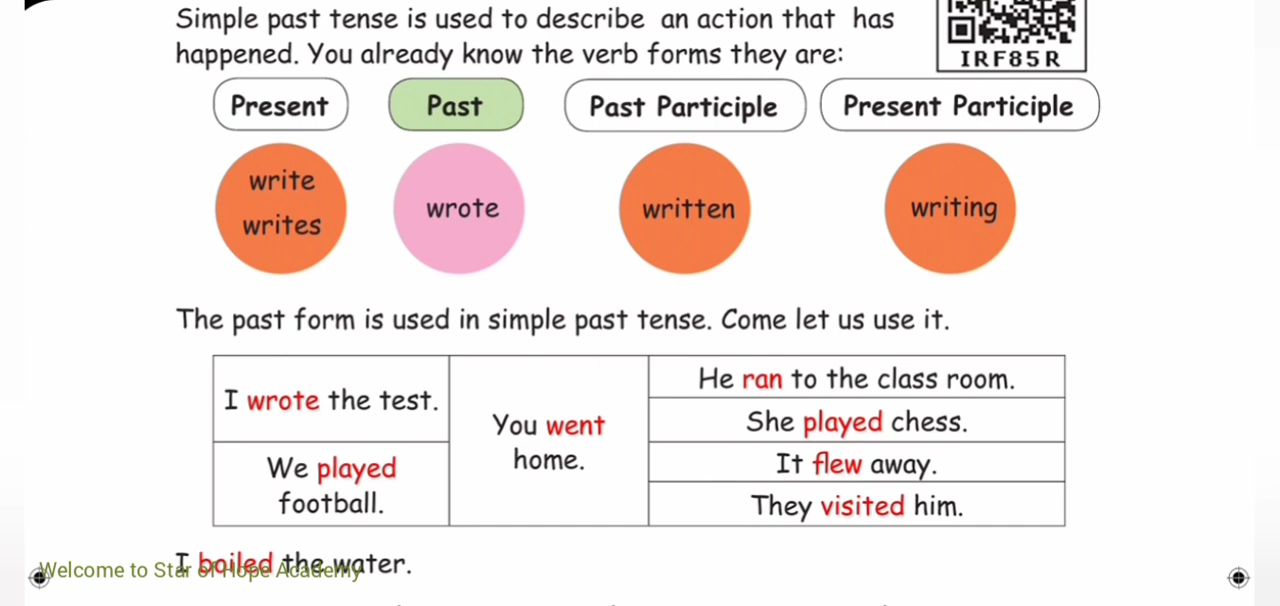 Simple past tense is used to describe an action that has
happened. You already know the verb forms they are:
IRF85R
Present
Past
Past Participle
Present Participle
write
writes
wrote
written
writing
The past form is used in simple past tense. Come let us use it.
I wrote the test.
We played
football.
You went
home.
He ran to the class room.
She played chess.
It flew away.
They visited him.
I boiled the water.
Welcome to Star of Hope Academy